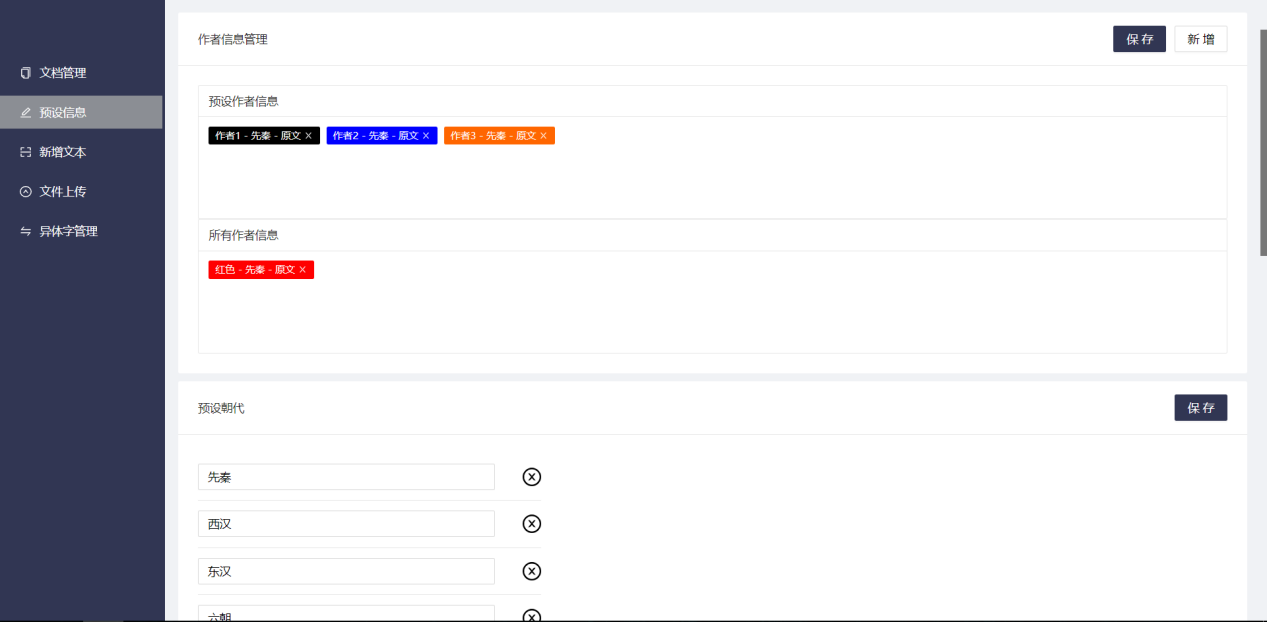 文档管理
预设信息
新增文本
文件上传
异体字管理
作者信息管理
保存
新增
预设作者信息
作者1 - 先秦 - 原文 ×
作者2 - 先秦 - 原文 ×
作者3 - 先秦 - 原文 ×
所有作者信息
红色 - 先秦 - 原文 ×
预设朝代
保存
先秦
西汉
东汉
六朝